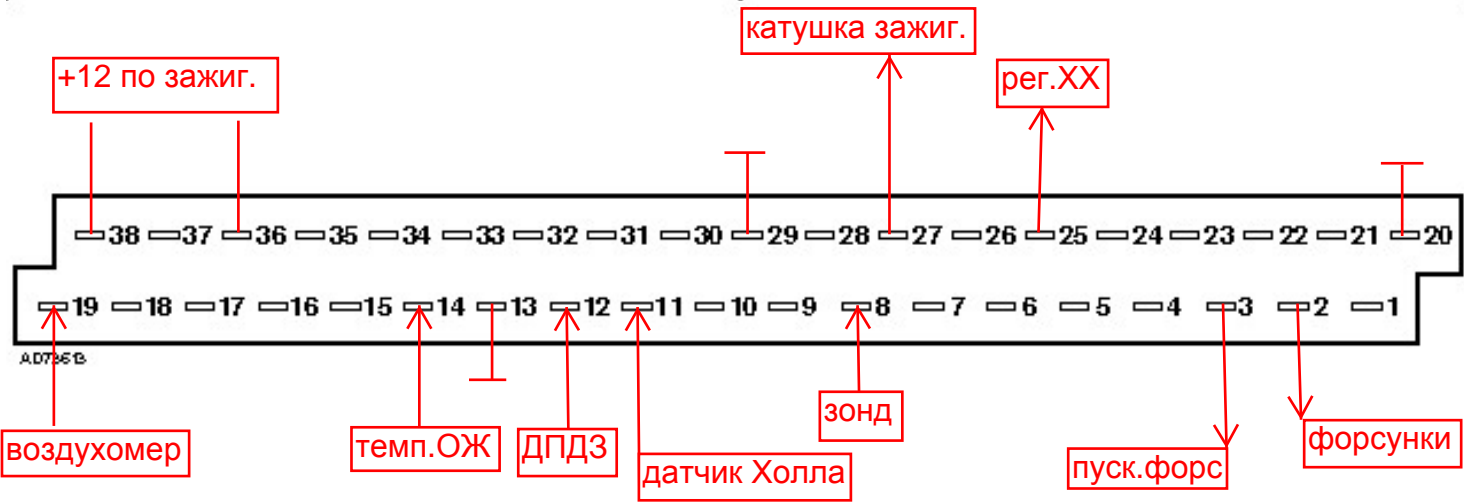 катушка зажиг.
+12 по зажиг.
рег.ХХ
38 37 36 35 34 33 32 31 30 29 28 27 26 25 24 23 22 21 20
19 18 17 16 15 14 13 12 11 10 9 8 7 6 5 4 3 2 1
зонд
воздухомер
темп.ОЖ
ДПДЗ
датчик Холла
пуск.форс
форсунки